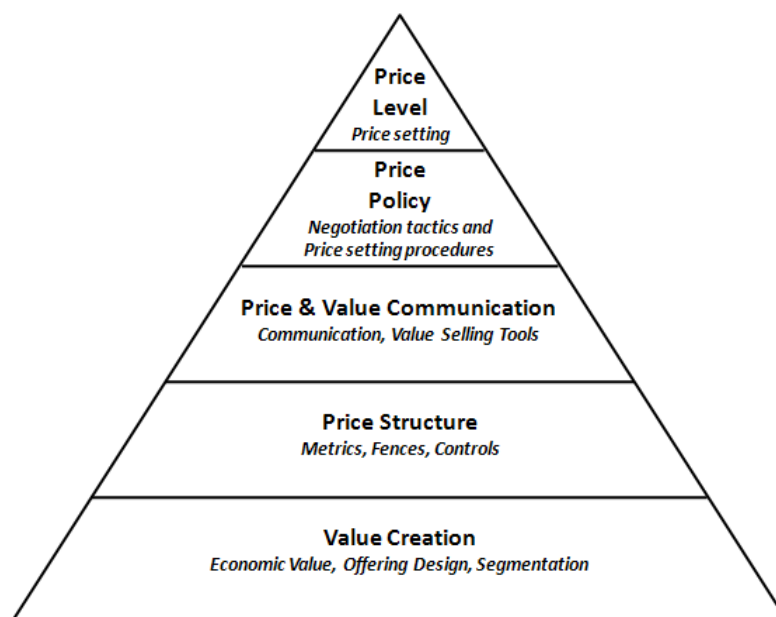 Price
Level
Price setting
Price
Policy
Negotiation tactics and
Price setting procedures
Price & Value Communication
Communication, Value Selling Tools
Price Structure
Metrics, Fences, Controls
Value Creation
Economic Value, Offering Design, Segmentation